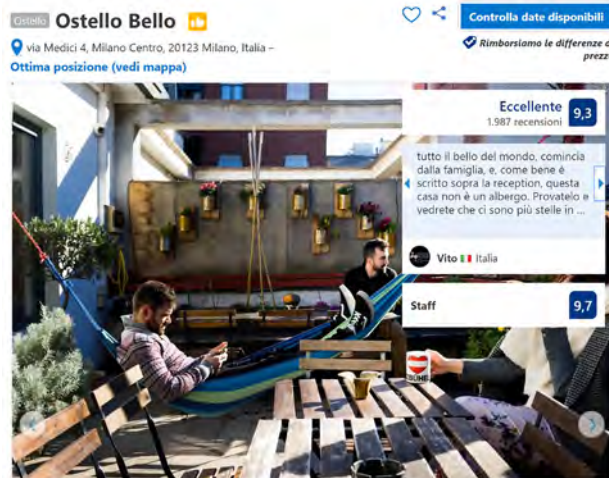 Ostello Ostello Bello
Controlla date disponibili
via Medici 4, Milano Centro, 20123 Milano, Italia –
Ottima posizione (vedi mappa)
Rimborsiamo le differenze d
prezzo
Eccellente 9,3
1.987 recensioni
tutto il bello del mondo, comincia
dalla famiglia, e, come bene è
scritto sopra la reception, questa
casa non è un albergo. Provatelo e
vedrete che ci sono più stelle in ...
Vito Italia
Staff 9,7